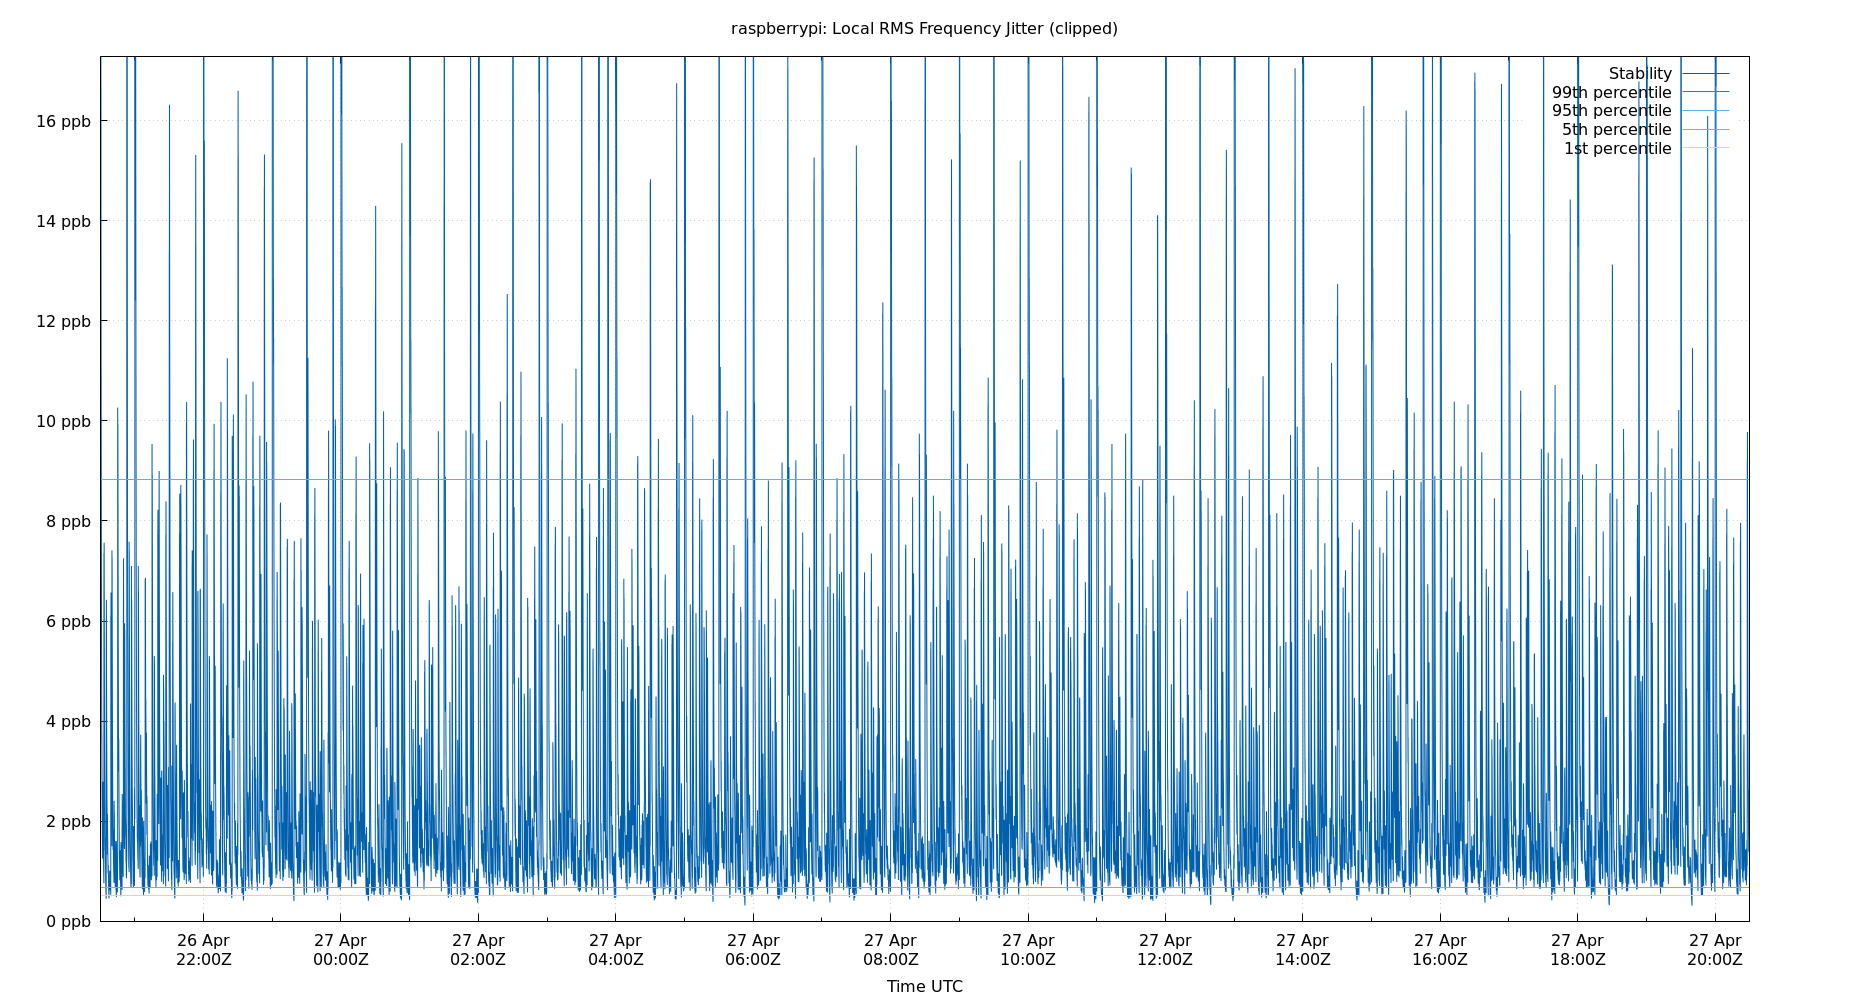 raspberrypi: Local RMS Frequency Jitter (clipped)
Stability
99th percentile
95th percentile
5th percentile
1st percentile
16 ppb
14 ppb
12 ppb
10 ppb
8 ppb
6 ppb
4 ppb
2 ppb
0 ppb
26 Apr 27 Apr 27 Apr 27 Apr 27 Apr 27 Apr 27 Apr 27 Apr 27 Apr 27 Apr 27 Apr 27 Apr
22:00Z 00:00Z 02:00Z 04:00Z 06:00Z 08:00Z 10:00Z 12:00Z 14:00Z 16:00Z 18:00Z 20:00Z
Time UTC